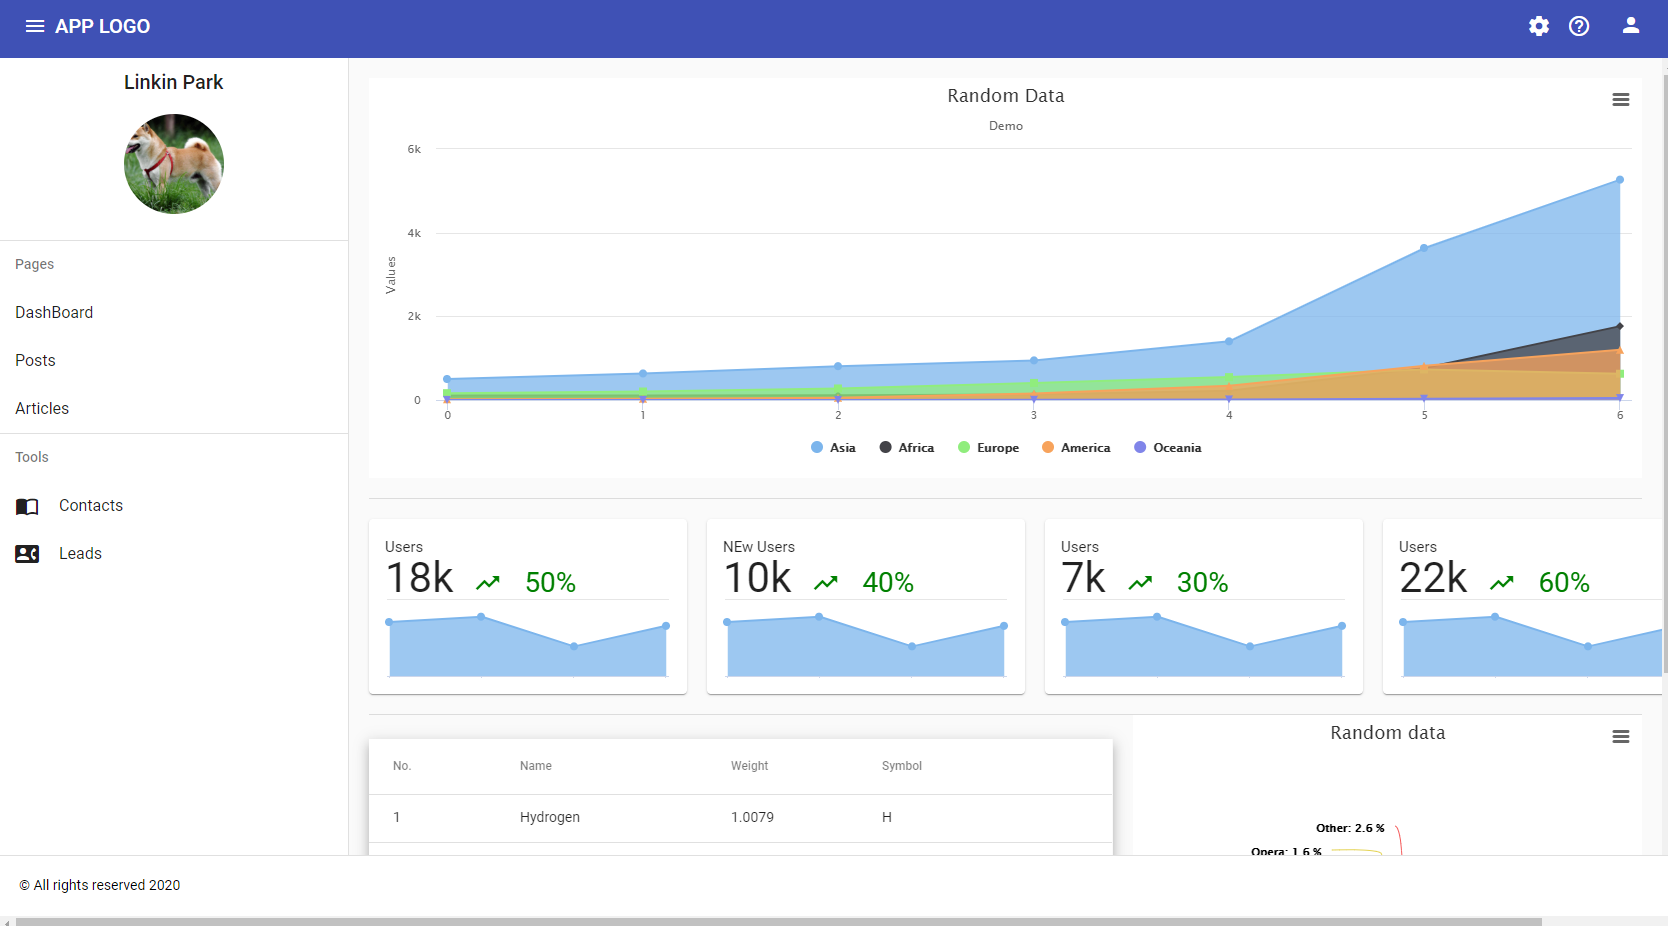 APP LOGO
Linkin Park
Pages
DashBoard
Posts
Articles
Tools
Contacts
Leads
Random Data
Demo
Values
6k
4k
2k
0
0 1 2 3 4 5 6
Asia Africa Europe America Oceania
Users
18k 50%
NEw Users
10k 40%
Users
7k 30%
Users
22k 60%
No. Name Weight Symbol
1 Hydrogen 1.0079 H
Random data
Other: 2.6 %
Opera: 1.6 %
© All rights reserved 2020